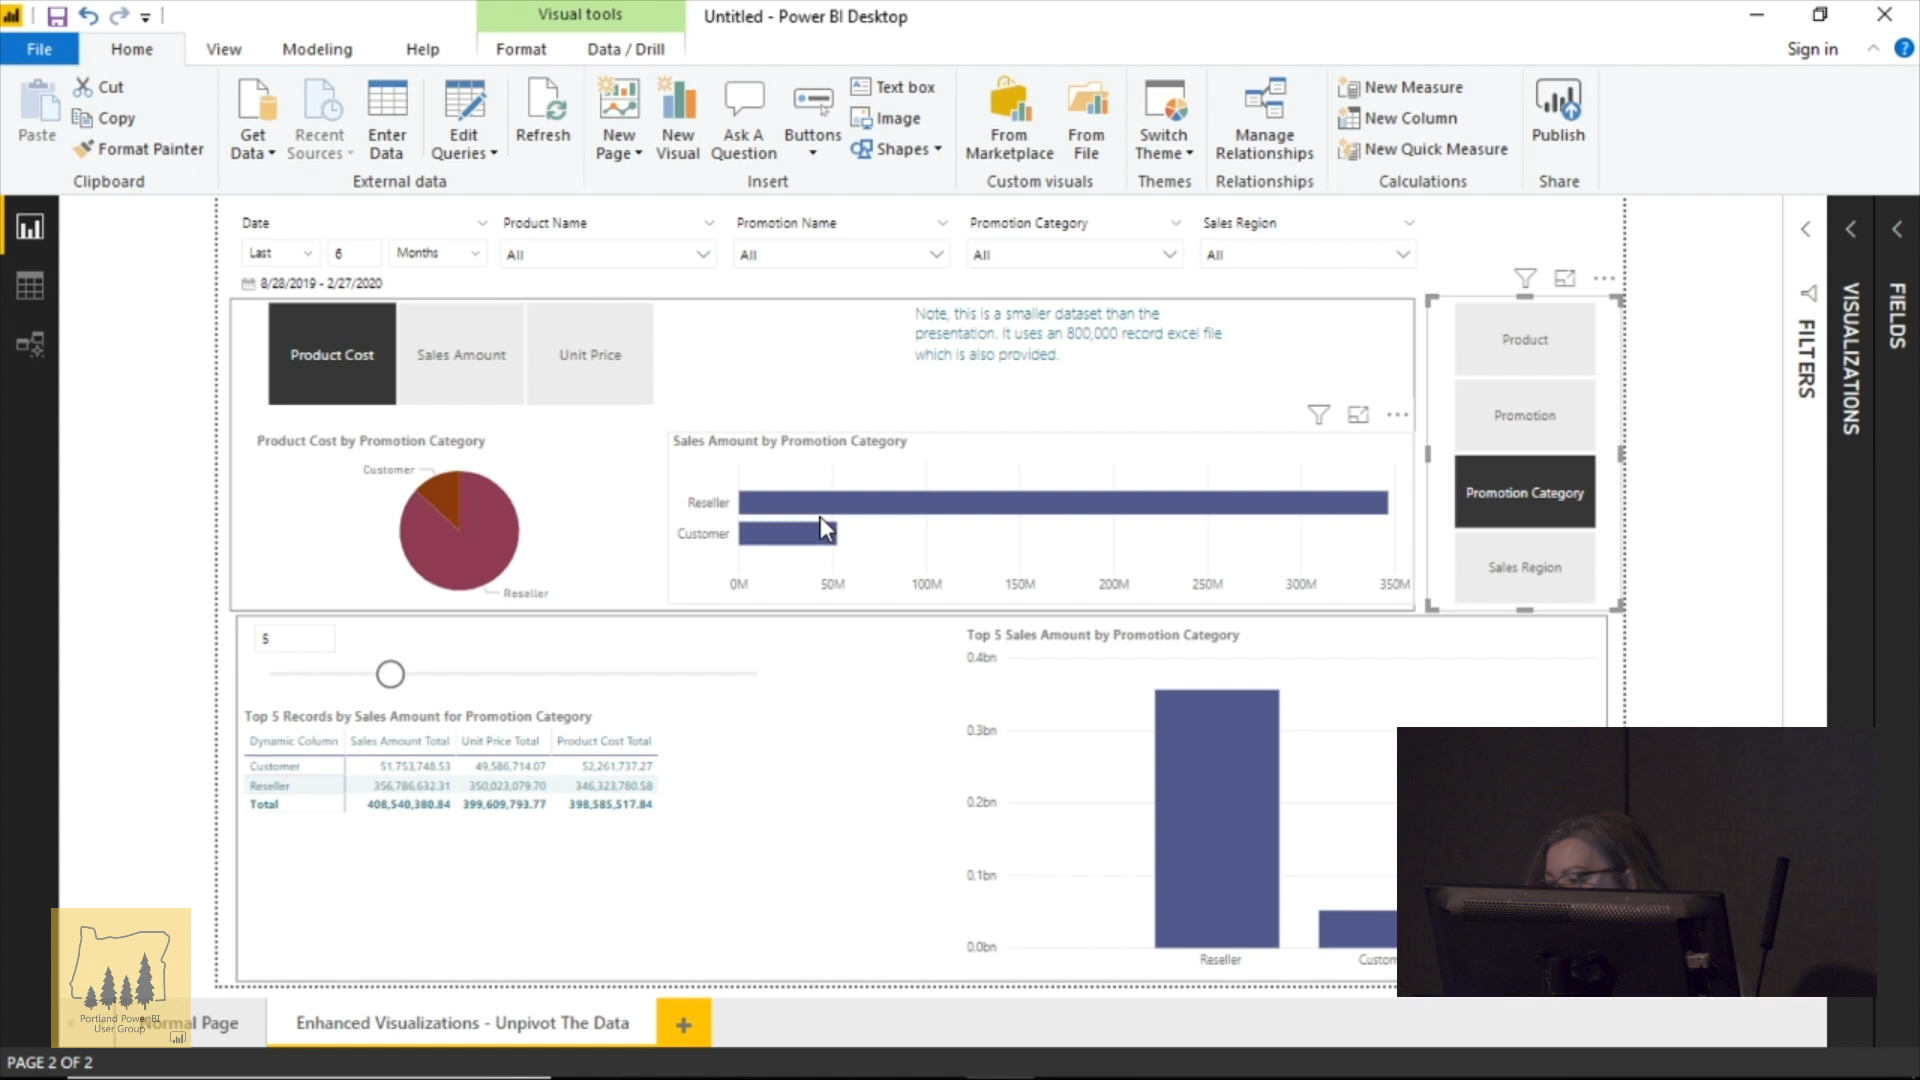 Visual tools
Untitled - Power BI Desktop
File
Home
View
Modeling
Help
Format
Data / Drill
Sign in
Paste
Cut
Copy
Format Painter
Clipboard
Get Data
Recent Sources
Enter Data
Edit Queries
Refresh
External data
New Page
New Visual
Ask A Question
Buttons
Text box
Image
Shapes
Insert
From Marketplace
From File
Custom visuals
Switch Theme
Themes
Manage Relationships
Relationships
New Measure
New Column
New Quick Measure
Calculations
Publish
Share
Date
Product Name
Promotion Name
Promotion Category
Sales Region
Last
6
Months
All
All
All
All
8/28/2019 - 2/27/2020
Product Cost
Sales Amount
Unit Price
Note, this is a smaller dataset than the
presentation. It uses an 800,000 record excel file
which is also provided.
Product
Promotion
Promotion Category
Sales Region
FILTERS
VISUALIZATIONS
FIELDS
Product Cost by Promotion Category
Customer
Reseller
Sales Amount by Promotion Category
Reseller
Customer
0M 50M 100M 150M 200M 250M 300M 350M
5
Top 5 Records by Sales Amount for Promotion Category
Dynamic Column Sales Amount Total Unit Price Total Product Cost Total
Customer 51,753,748.53 49,586,714.07 52,261,737.27
Reseller 356,786,632.31 350,023,079.70 346,323,780.58
Total 408,540,380.84 399,609,793.77 398,585,517.84
Top 5 Sales Amount by Promotion Category
0.4bn
0.3bn
0.2bn
0.1bn
0.0bn
Reseller
Custom
Portland PowerBI
User Group
Normal Page
Enhanced Visualizations - Unpivot The Data
PAGE 2 OF 2